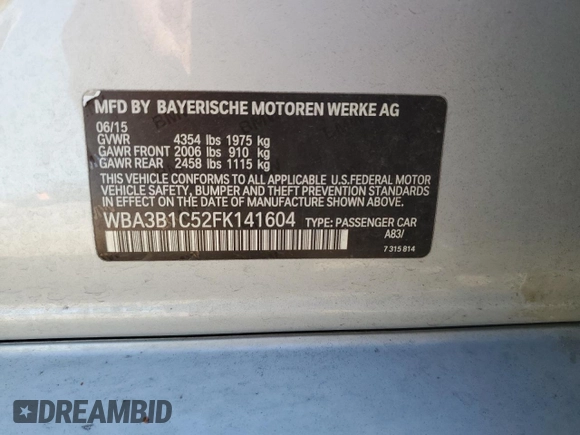 MFD BY BAYERISCHE MOTOREN WERKE AG
06/15
GVWR 4354 lbs 1975 kg
GAWR FRONT 2006 lbs 910 kg
GAWR REAR 2458 lbs 1115 kg
THIS VEHICLE CONFORMS TO ALL APPLICABLE U.S.FEDERAL MOTOR
VEHICLE SAFETY, BUMPER AND THEFT PREVENTION STANDARDS
IN EFFECT ON THE DATE OF MANUFACTURE SHOWN ABOVE.
WBA3B1C52FK141604 TYPE: PASSENGER CAR
A83/
7 315 814
DREAMBID